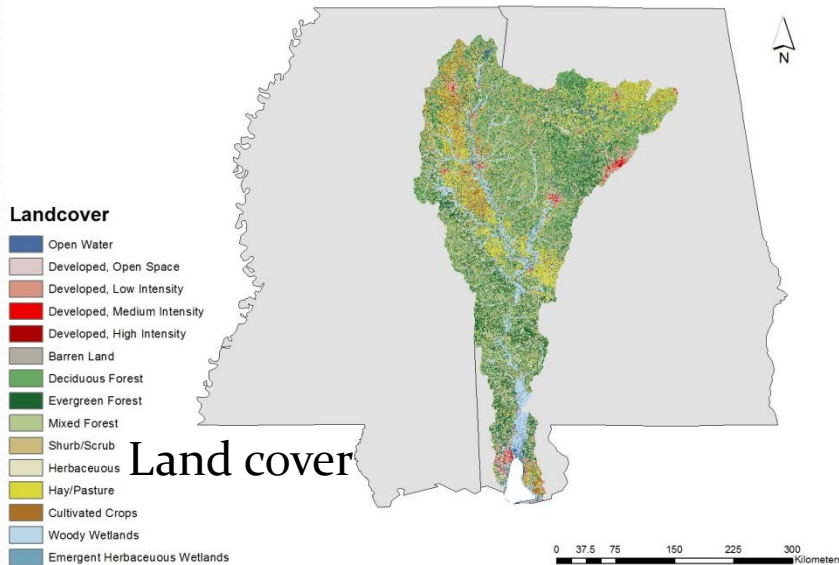 N
Landcover
Open Water
Developed, Open Space
Developed, Low Intensity
Developed, Medium Intensity
Developed, High Intensity
Barren Land
Deciduous Forest
Evergreen Forest
Mixed Forest
Shurb/Scrub
Herbaceous
Hay/Pasture
Cultivated Crops
Woody Wetlands
Emergent Herbaceuous Wetlands
Land cover
0 37.5 75 150 225 300
Kilometers